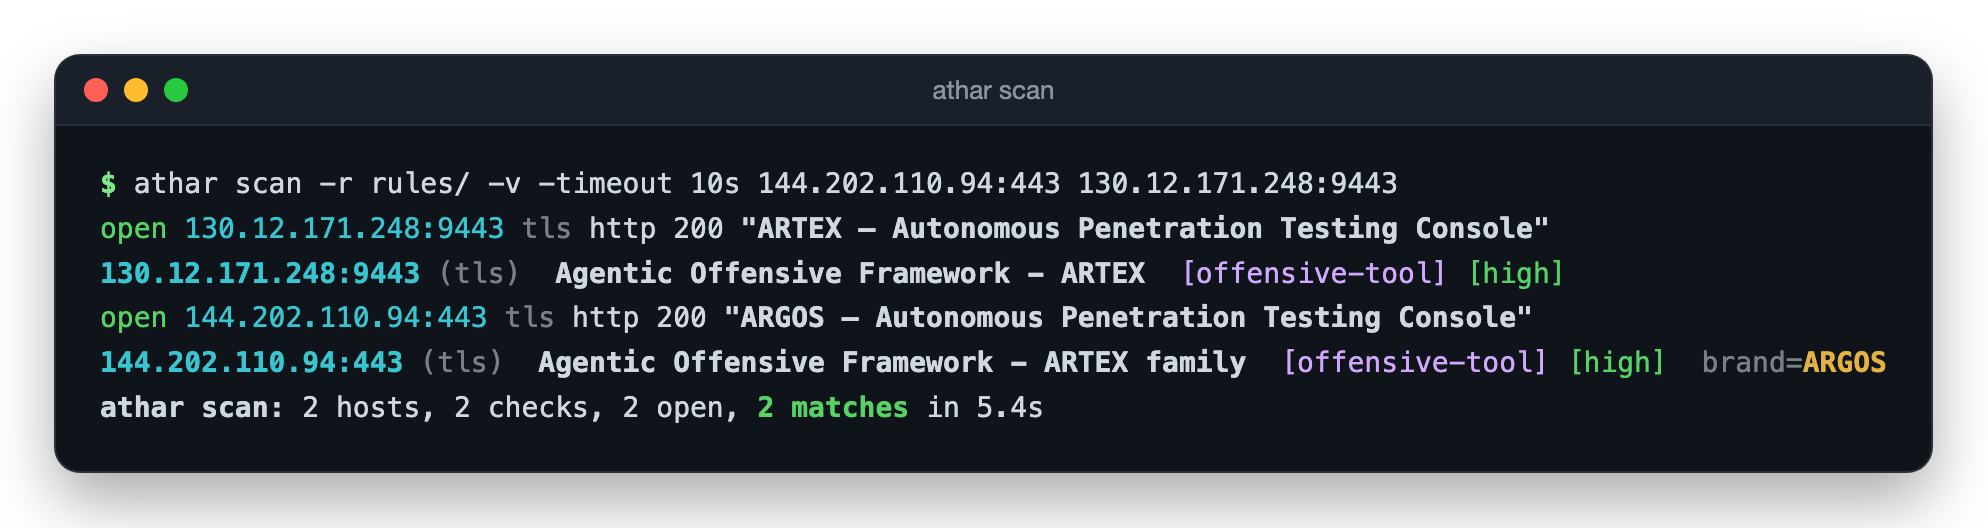 athar scan
$ athar scan -r rules/ -v -timeout 10s 144.202.110.94:443 130.12.171.248:9443
open 130.12.171.248:9443 tls http 200 "ARTEX — Autonomous Penetration Testing Console"
130.12.171.248:9443 (tls)  Agentic Offensive Framework - ARTEX  [offensive-tool] [high]
open 144.202.110.94:443 tls http 200 "ARGOS — Autonomous Penetration Testing Console"
144.202.110.94:443 (tls)  Agentic Offensive Framework - ARTEX family  [offensive-tool] [high]  brand=ARGOS
athar scan: 2 hosts, 2 checks, 2 open, 2 matches in 5.4s